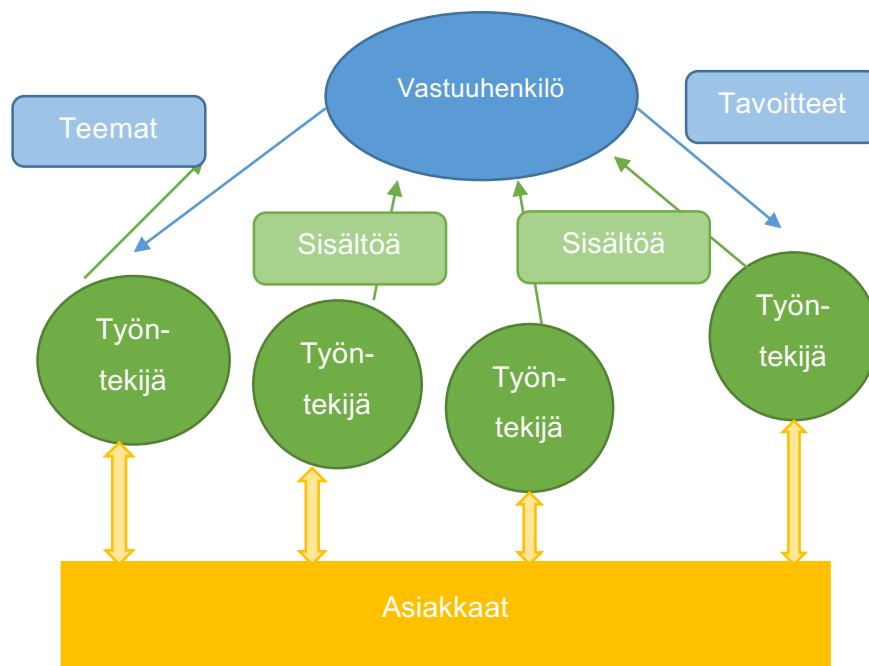 Vastuuhenkilö
Teemat
Tavoitteet
Sisältöä
Sisältöä
Työn-
tekijä
Työn-
tekijä
Työn-
tekijä
Työn-
tekijä
Asiakkaat